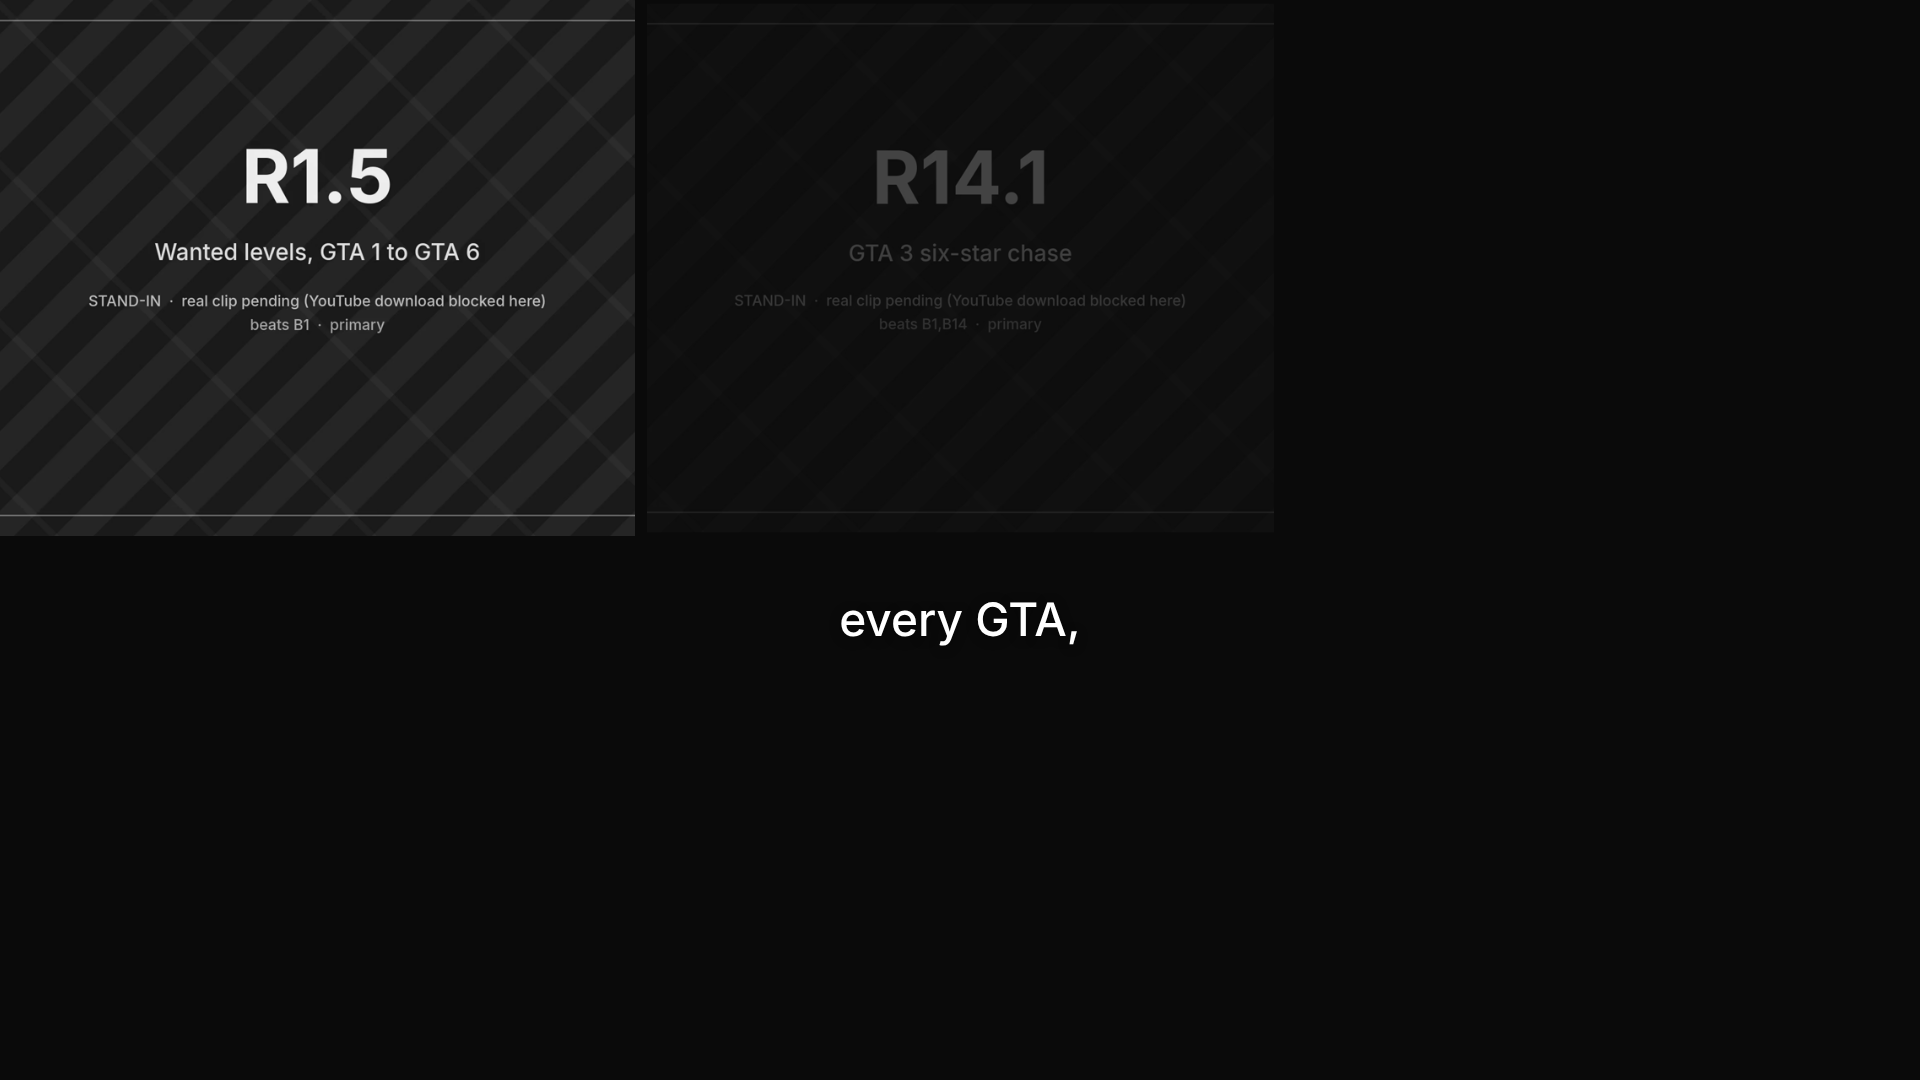 R1.5
Wanted levels, GTA 1 to GTA 6
STAND-IN · real clip pending (YouTube download blocked here)
beats B1 · primary
R14.1
GTA 3 six-star chase
STAND-IN · real clip pending (YouTube download blocked here)
beats B1,B14 · primary
every GTA,